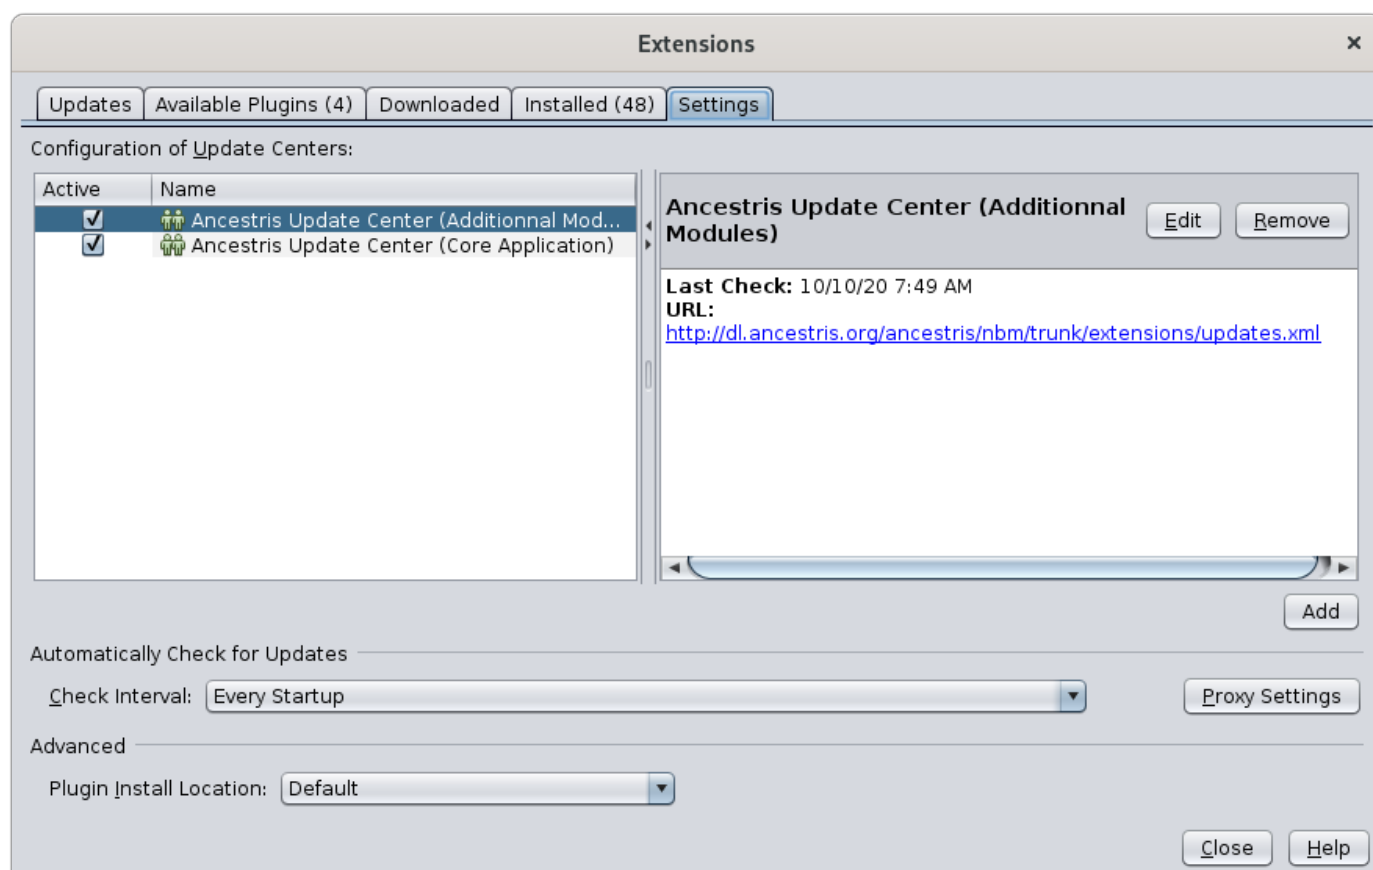 Extensions
Updates Available Plugins (4) Downloaded Installed (48) Settings
Configuration of Update Centers:
Active Name
Ancestris Update Center (Additionnal Mod...
Ancestris Update Center (Core Application)
Ancestris Update Center (Additionnal
Modules)
Edit Remove
Last Check: 10/10/20 7:49 AM
URL:
http://dl.ancestris.org/ancestris/nbm/trunk/extensions/updates.xml
Add
Automatically Check for Updates
Check Interval: Every Startup
Proxy Settings
Advanced
Plugin Install Location: Default
Close Help